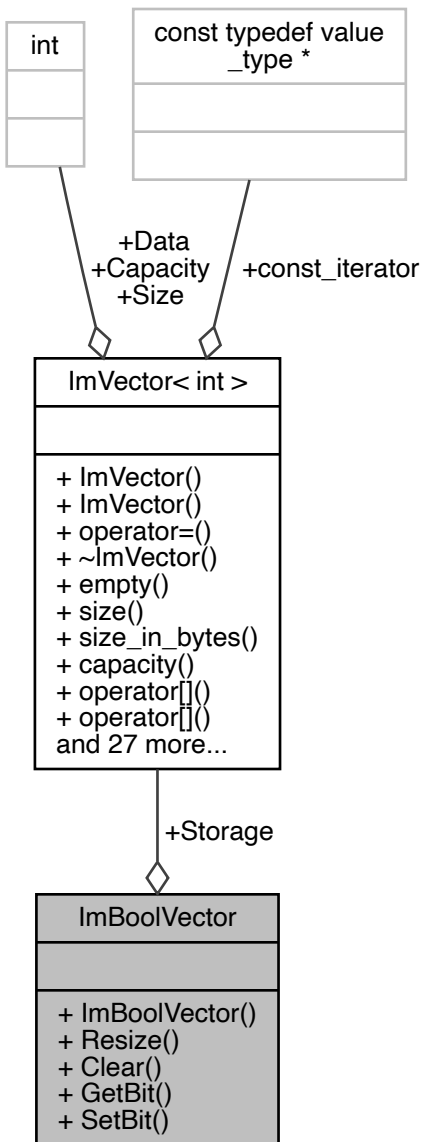 int
const typedef value
_type *
+Data
+Capacity
+Size
+const_iterator
ImVector< int >
+ ImVector()
+ ImVector()
+ operator=()
+ ~ImVector()
+ empty()
+ size()
+ size_in_bytes()
+ capacity()
+ operator[]()
+ operator[]()
and 27 more...
+Storage
ImBoolVector
+ ImBoolVector()
+ Resize()
+ Clear()
+ GetBit()
+ SetBit()